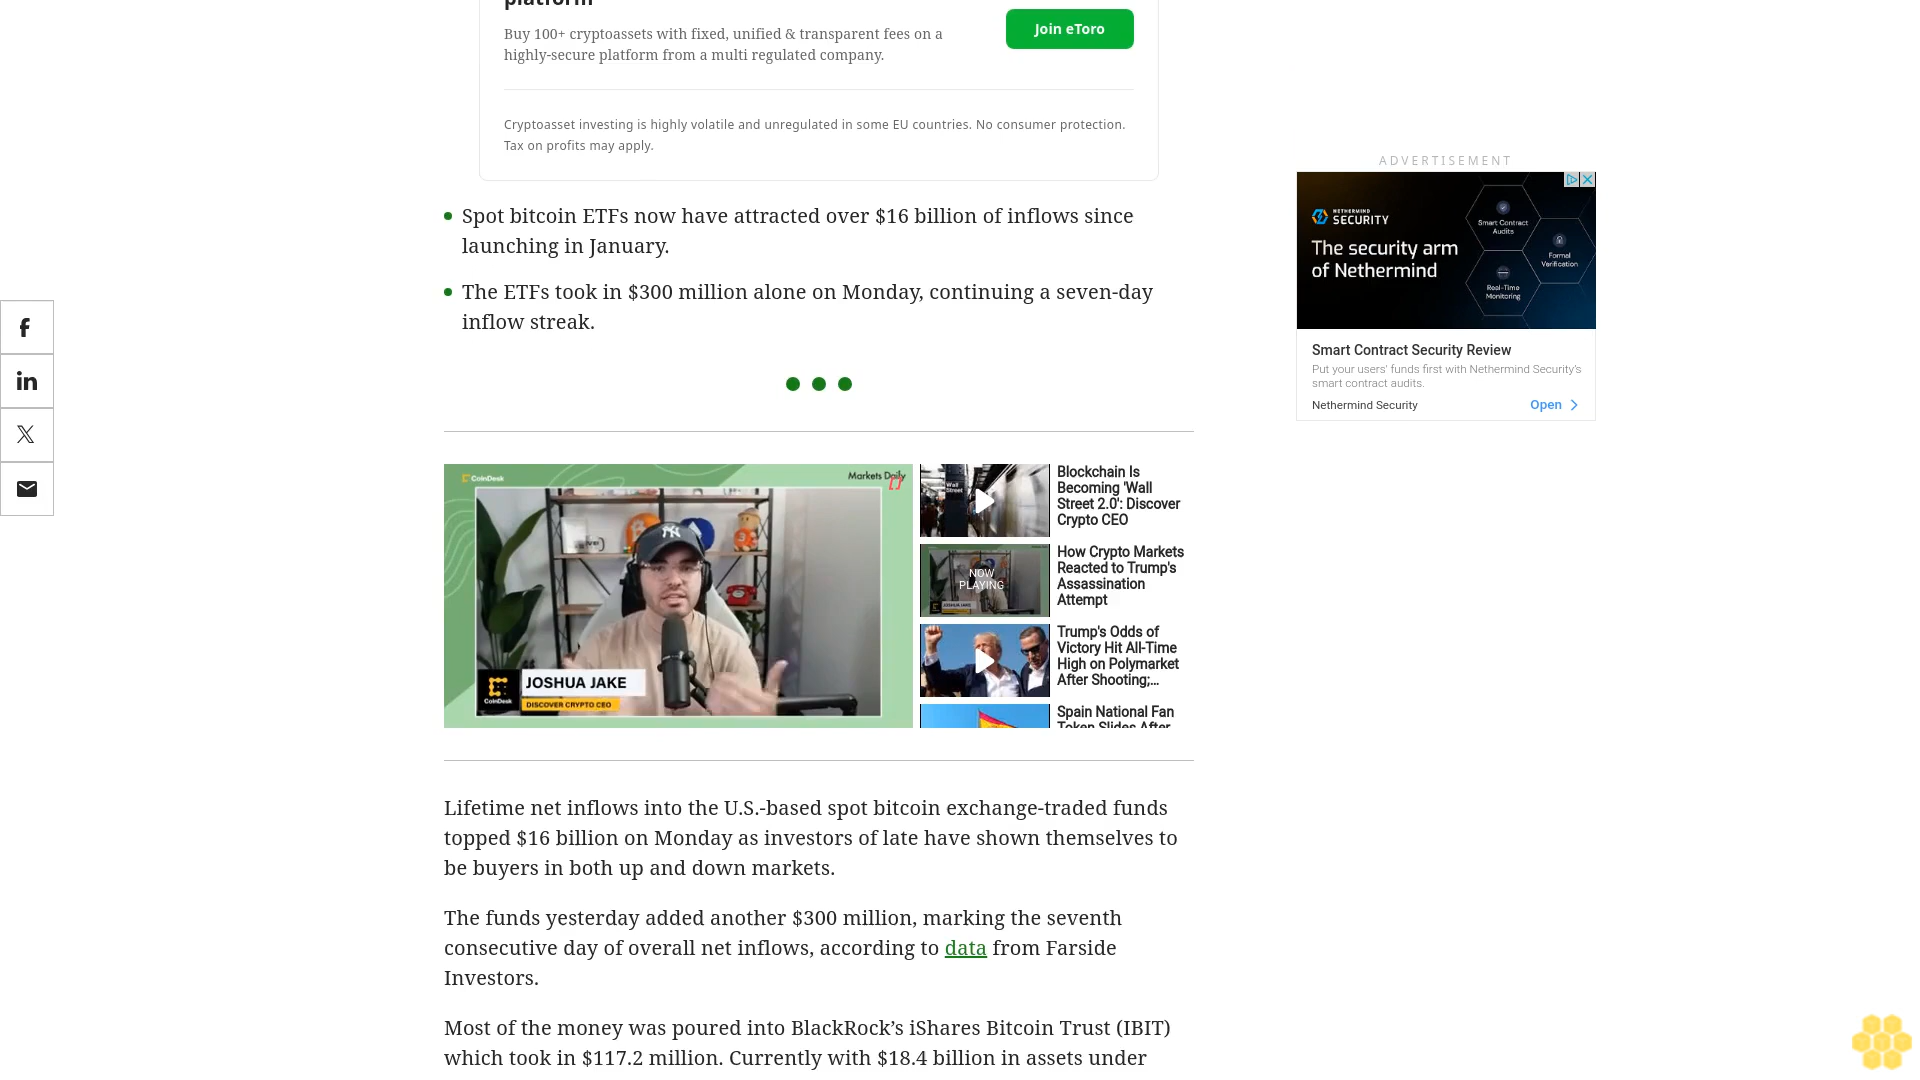 platform
Buy 100+ cryptoassets with fixed, unified & transparent fees on a
highly-secure platform from a multi regulated company.
Join eToro
Cryptoasset investing is highly volatile and unregulated in some EU countries. No consumer protection.
Tax on profits may apply.
Spot bitcoin ETFs now have attracted over $16 billion of inflows since
launching in January.
The ETFs took in $300 million alone on Monday, continuing a seven-day
inflow streak.
CoinDesk
Markets Daily
JOSHUA JAKE
CoinDesk
DISCOVER CRYPTO CEO
Wall
Street
Blockchain Is
Becoming 'Wall
Street 2.0': Discover
Crypto CEO
NOW
PLAYING
JOSHUA JAKE
How Crypto Markets
Reacted to Trump's
Assassination
Attempt
Trump's Odds of
Victory Hit All-Time
High on Polymarket
After Shooting;...
Spain National Fan
Token Slides After
Lifetime net inflows into the U.S.-based spot bitcoin exchange-traded funds
topped $16 billion on Monday as investors of late have shown themselves to
be buyers in both up and down markets.
The funds yesterday added another $300 million, marking the seventh
consecutive day of overall net inflows, according to data from Farside
Investors.
Most of the money was poured into BlackRock’s iShares Bitcoin Trust (IBIT)
which took in $117.2 million. Currently with $18.4 billion in assets under
ADVERTISEMENT
NETHERMIND
SECURITY
The security arm
of Nethermind
Smart Contract
Audits
Formal
Verification
Real-Time
Monitoring
Smart Contract Security Review
Put your users' funds first with Nethermind Security's
smart contract audits.
Nethermind Security
Open